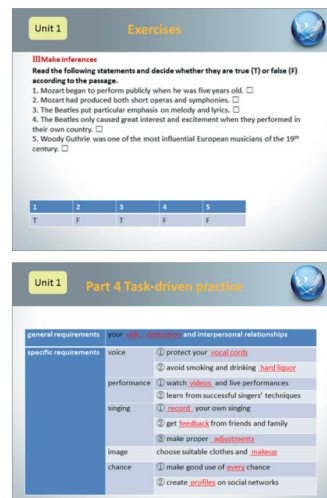 Unit 1
Exercises
IIIMake inferences
Read the following statements and decide whether they are true (T) or false (F)
according to the passage.
1. Mozart began to perform publicly when he was five years old. ☐
2. Mozart had produced both short operas and symphonies. ☐
3. The Beatles put particular emphasis on melody and lyrics. ☐
4. The Beatles only caused great interest and excitement when they performed in
their own country. ☐
5. Woody Guthrie was one of the most influential European musicians of the 19th
century. ☐
1 2 3 4 5
T F T F F
Unit 1
Part 4 Task-driven practice
general requirements your skill, dedication and interpersonal relationships
specific requirements voice ① protect your vocal cords
② avoid smoking and drinking hard liquor
performance ① watch videos and live performances
② learn from successful singers' techniques
singing ① record your own singing
② get feedback from friends and family
③ make proper adjustments
image choose suitable clothes and makeup
chance ① make good use of every chance
② create profiles on social networks